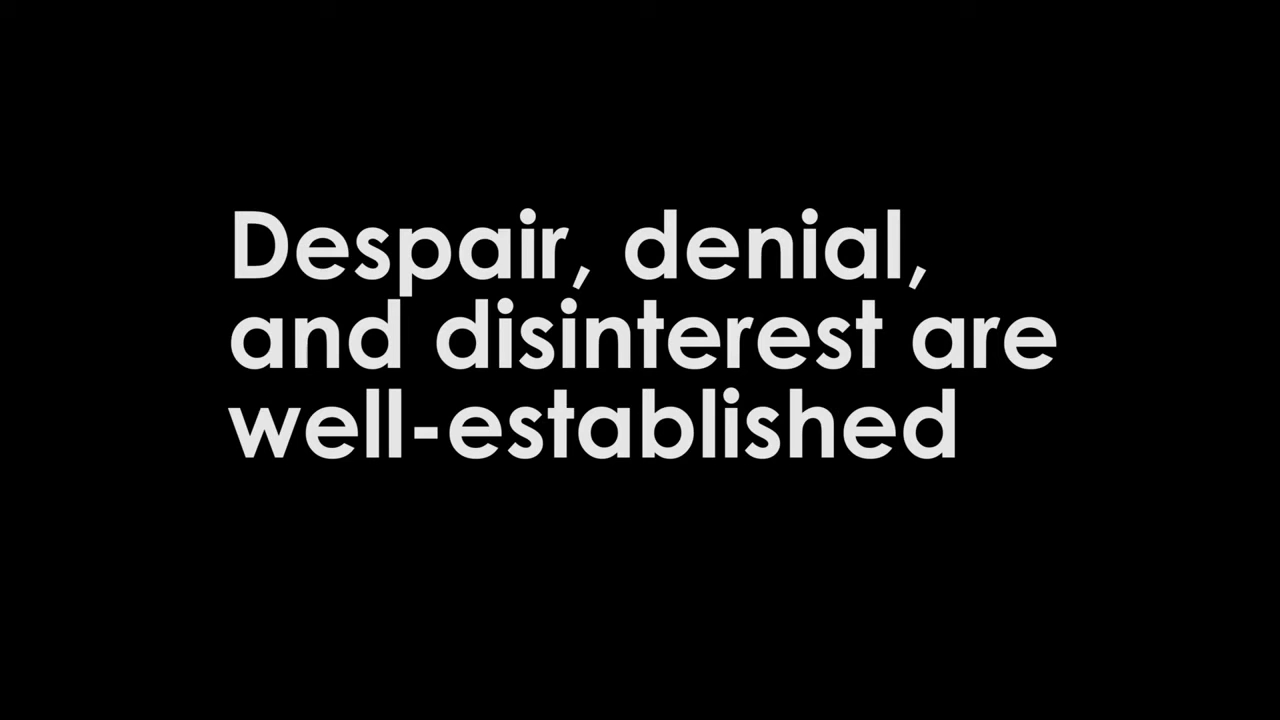 Despair, denial,
and disinterest are
well-established